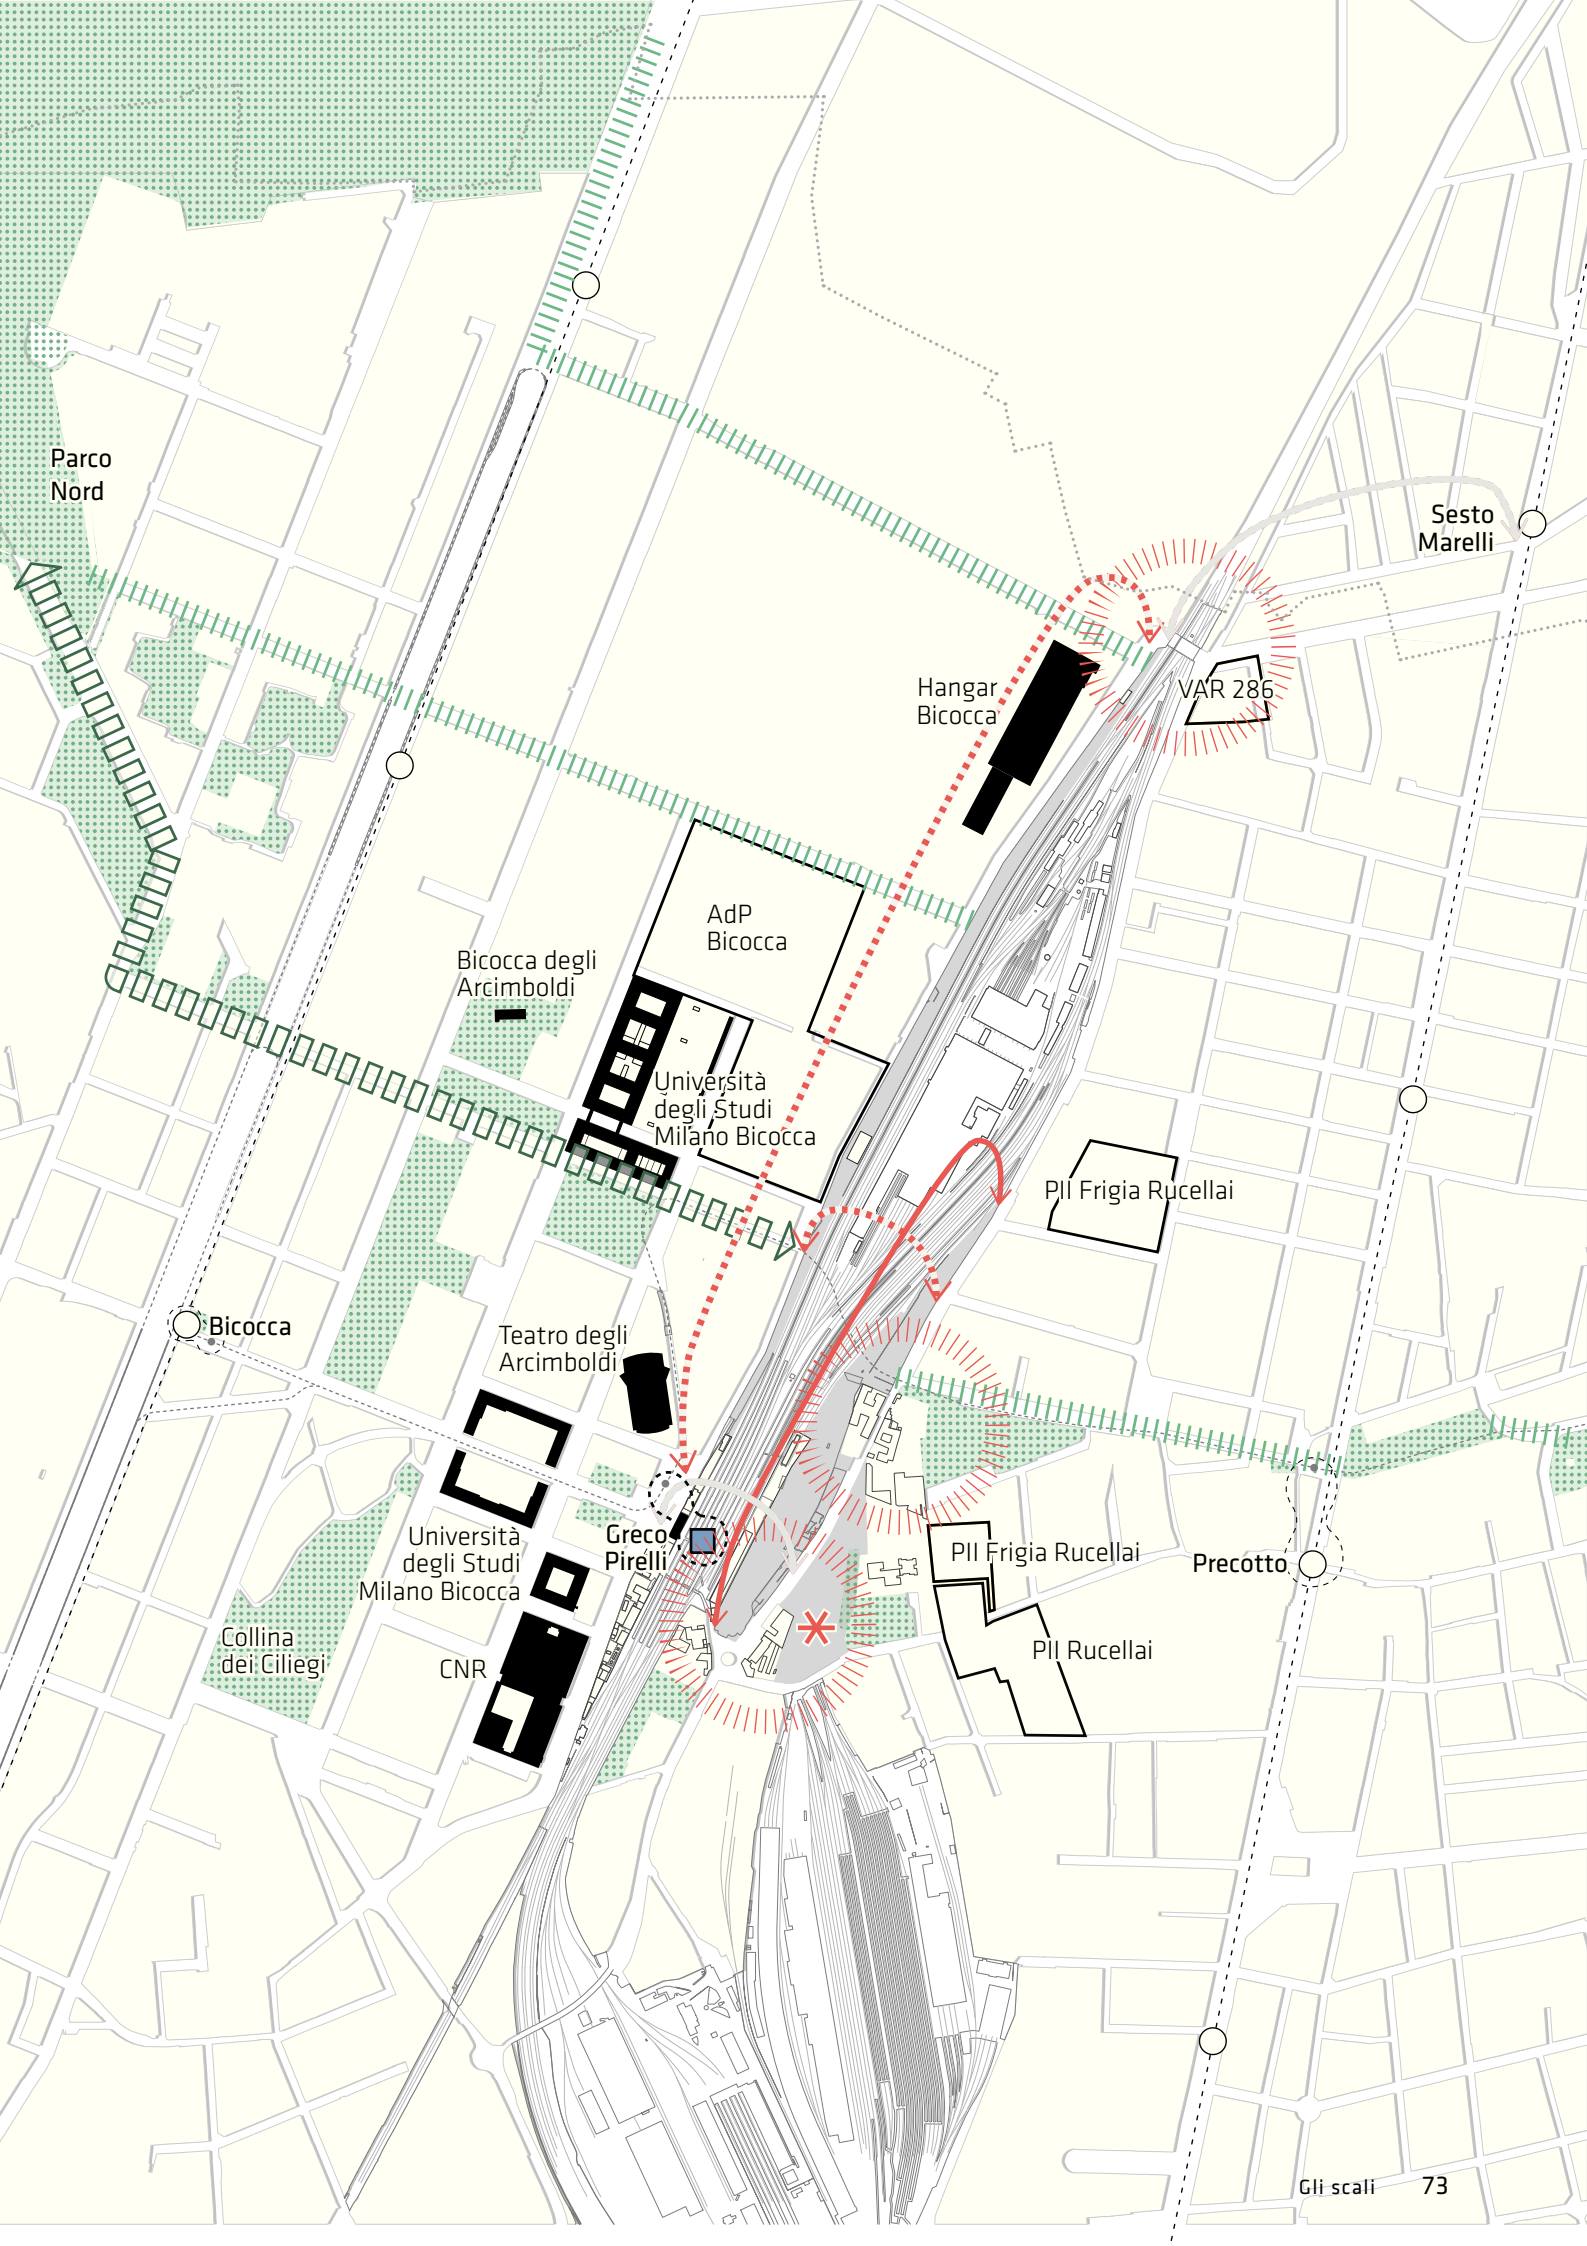 Parco
Nord
Sesto
Marelli
Hangar
Bicocca
VAR 286
AdP
Bicocca
Bicocca degli
Arcimboldi
Università
degli Studi
Milano Bicocca
PII Frigia Rucellai
Bicocca
Teatro degli
Arcimboldi
Greco
Pirelli
Università
degli Studi
Milano Bicocca
PII Frigia Rucellai
Precotto
Collina
dei Ciliegi
CNR
PII Rucellai
Gli scali 73